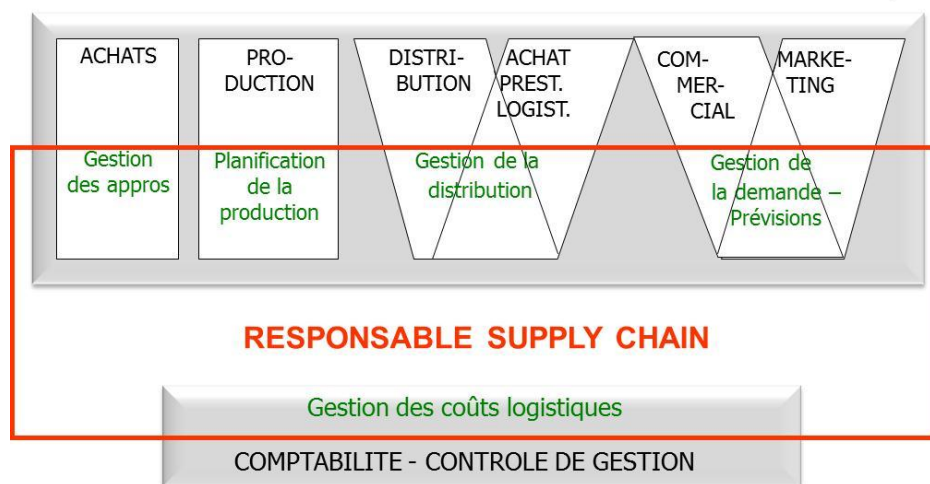 ACHATS
PRO-
DUCTION
DISTRI-
BUTION
ACHAT
PREST.
LOGIST.
COM-
MER-
CIAL
MARKE-
TING
Gestion
des appros
Planification
de la
production
Gestion de la
distribution
Gestion de
la demande –
Prévisions
RESPONSABLE SUPPLY CHAIN
Gestion des coûts logistiques
COMPTABILITE - CONTROLE DE GESTION